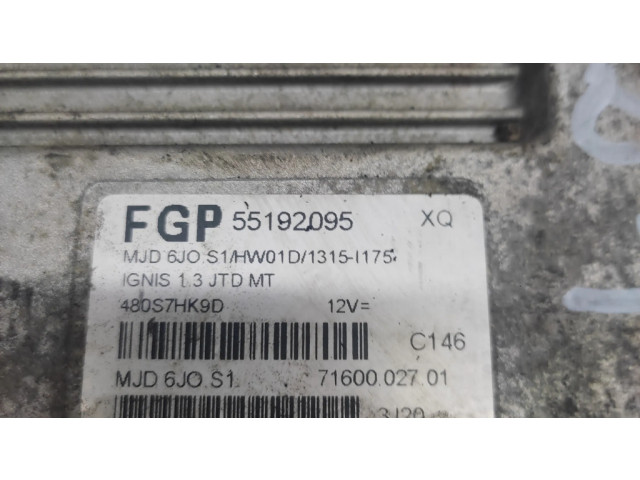 FGP 55192095 XQ
MJD 6JO.S1/HW01D/1315-I175
IGNIS 1.3 JTD MT
480S7HK9D 12V=
C146
MJD 6JO.S1 71600.027.01